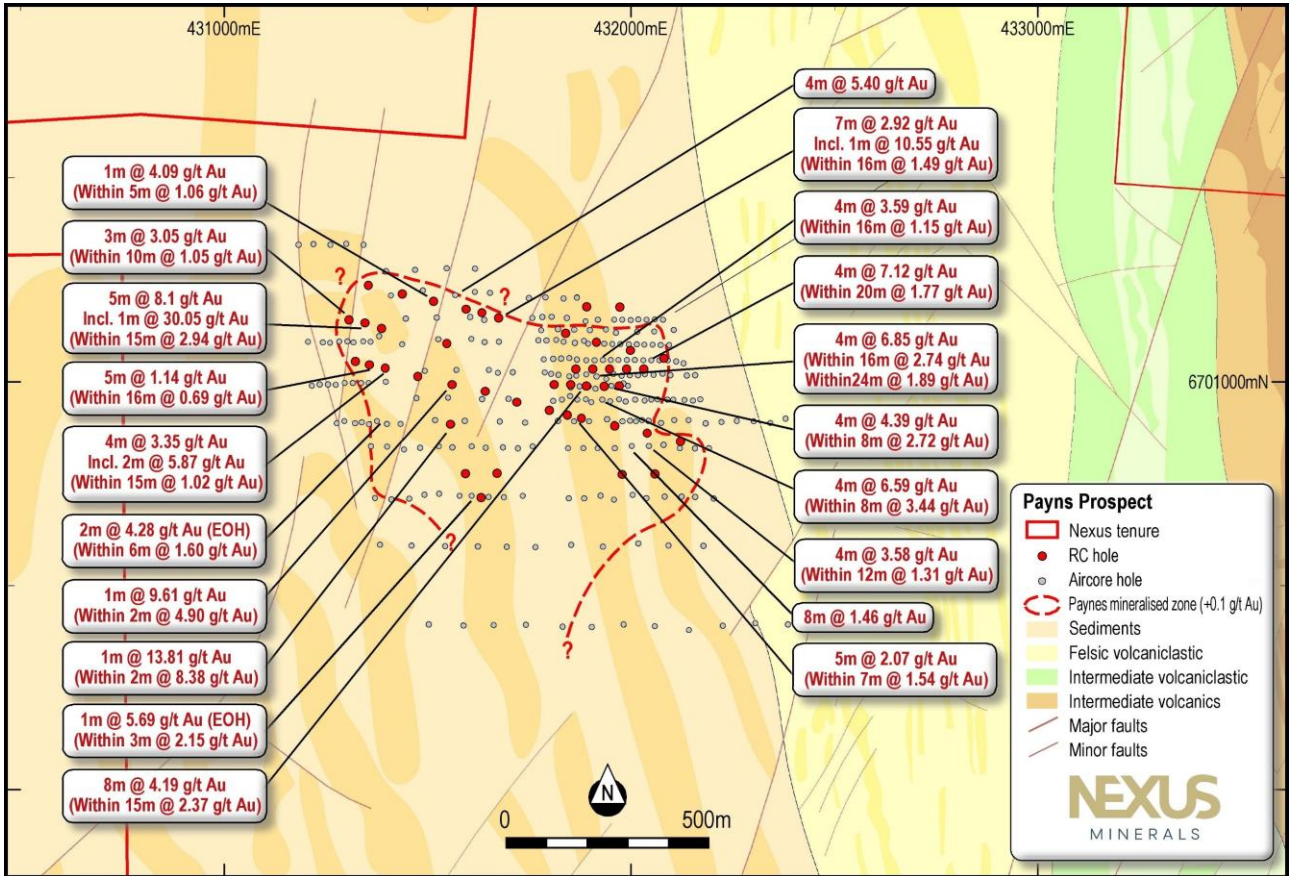 431000mE
432000mE
433000mE
1m @ 4.09 g/t Au
(Within 5m @ 1.06 g/t Au)
3m @ 3.05 g/t Au
(Within 10m @ 1.05 g/t Au)
5m @ 8.1 g/t Au
Incl. 1m @ 30.05 g/t Au
(Within 15m @ 2.94 g/t Au)
5m @ 1.14 g/t Au
(Within 16m @ 0.69 g/t Au)
4m @ 3.35 g/t Au
Incl. 2m @ 5.87 g/t Au
(Within 15m @ 1.02 g/t Au)
2m @ 4.28 g/t Au (EOH)
(Within 6m @ 1.60 g/t Au)
1m @ 9.61 g/t Au
(Within 2m @ 4.90 g/t Au)
1m @ 13.81 g/t Au
(Within 2m @ 8.38 g/t Au)
1m @ 5.69 g/t Au (EOH)
(Within 3m @ 2.15 g/t Au)
8m @ 4.19 g/t Au
(Within 15m @ 2.37 g/t Au)
?
?
?
?
4m @ 5.40 g/t Au
7m @ 2.92 g/t Au
Incl. 1m @ 10.55 g/t Au
(Within 16m @ 1.49 g/t Au)
4m @ 3.59 g/t Au
(Within 16m @ 1.15 g/t Au)
4m @ 7.12 g/t Au
(Within 20m @ 1.77 g/t Au)
4m @ 6.85 g/t Au
(Within 16m @ 2.74 g/t Au)
Within24m @ 1.89 g/t Au)
4m @ 4.39 g/t Au
(Within 8m @ 2.72 g/t Au)
4m @ 6.59 g/t Au
(Within 8m @ 3.44 g/t Au)
4m @ 3.58 g/t Au
(Within 12m @ 1.31 g/t Au)
8m @ 1.46 g/t Au
5m @ 2.07 g/t Au
(Within 7m @ 1.54 g/t Au)
6701000mN
N
0
500m
Payns Prospect
Nexus tenure
RC hole
Aircore hole
Paynes mineralised zone (+0.1 g/t Au)
Sediments
Felsic volcaniclastic
Intermediate volcaniclastic
Intermediate volcanics
Major faults
Minor faults
NEXUS
MINERALS